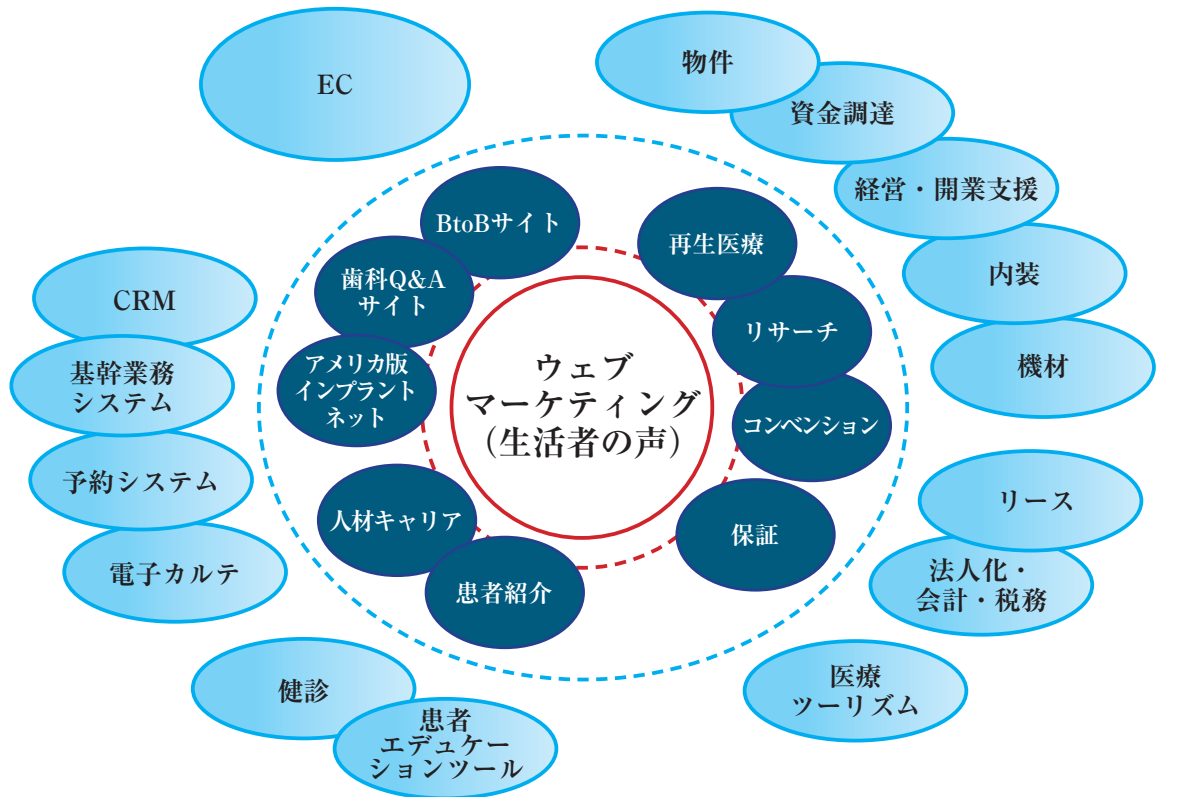 EC
物件
資金調達
経営・開業支援
内装
機材
リース
法人化・
会計・税務
医療
ツーリズム
患者
エデュケー
ションツール
健診
電子カルテ
予約システム
基幹業務
システム
CRM
BtoBサイト
歯科Q&A
サイト
アメリカ版
インプラント
ネット
人材キャリア
患者紹介
再生医療
リサーチ
コンベンション
保証
ウェブ
マーケティング
(生活者の声)